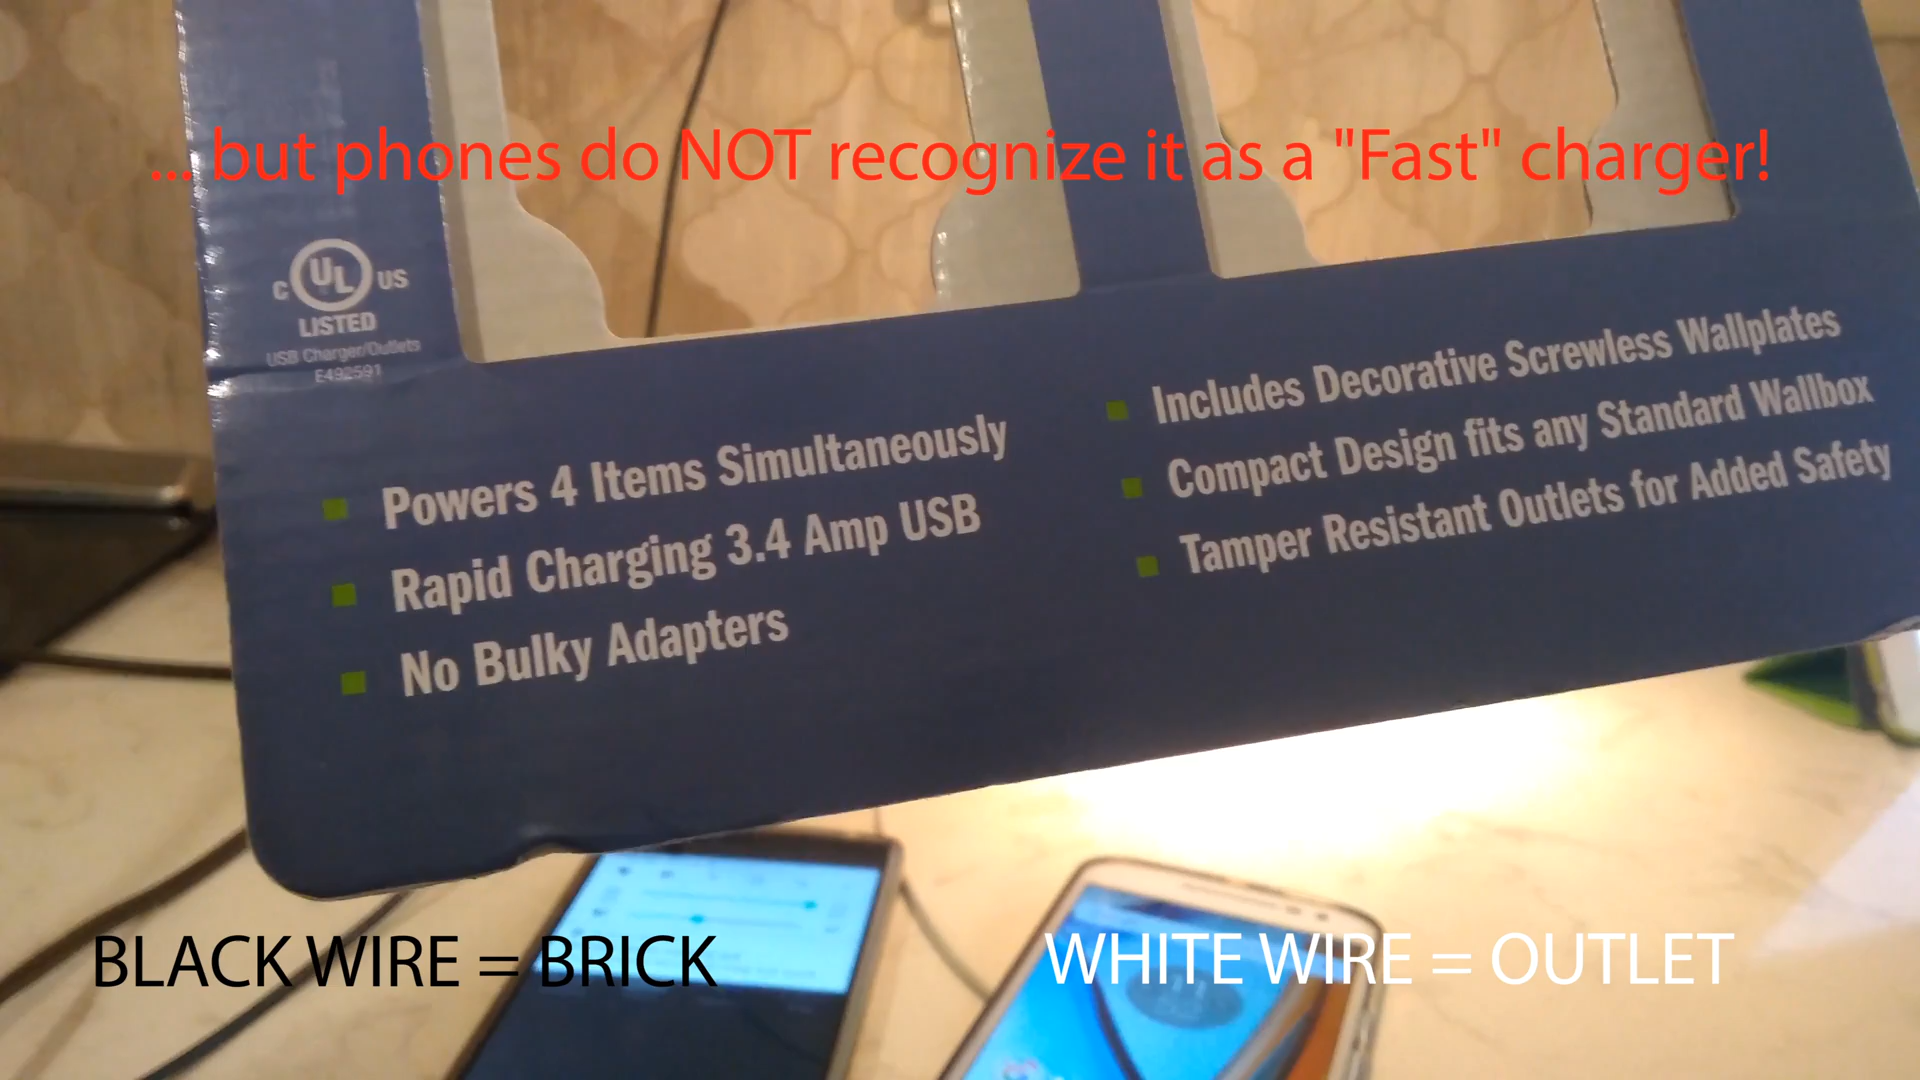 ... but phones do NOT recognize it as a "Fast" charger!
C UL US
LISTED
USB Charger/Outlets
E492591
Powers 4 Items Simultaneously
Rapid Charging 3.4 Amp USB
No Bulky Adapters
Includes Decorative Screwless Wallplates
Compact Design fits any Standard Wallbox
Tamper Resistant Outlets for Added Safety
BLACK WIRE = BRICK
WHITE WIRE = OUTLET